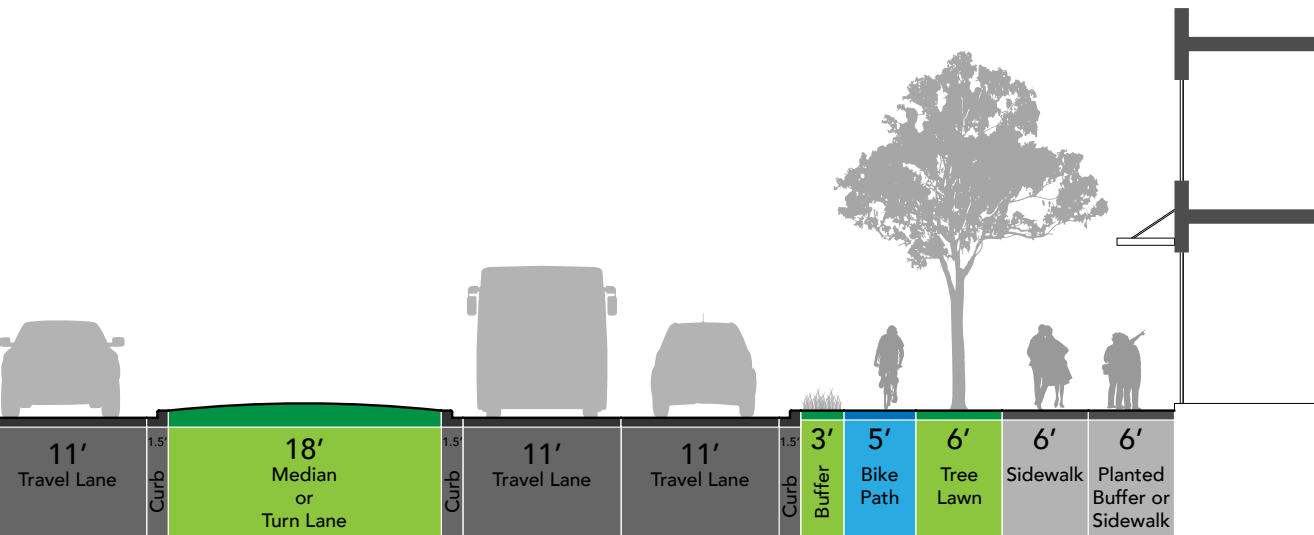 11′
Travel Lane
1.5′
Curb
18′
Median
or
Turn Lane
1.5′
Curb
11′
Travel Lane
11′
Travel Lane
1.5′
Curb
3′
Buffer
5′
Bike
Path
6′
Tree
Lawn
6′
Sidewalk
6′
Planted
Buffer or
Sidewalk